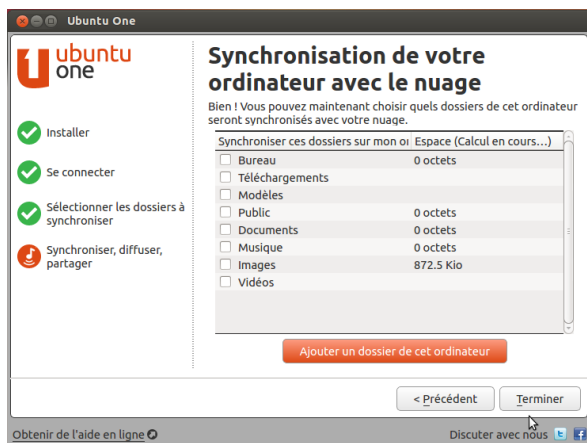 Ubuntu One
ubuntu
one
Installer
Se connecter
Sélectionner les dossiers à
synchroniser
Synchroniser, diffuser,
partager
Synchronisation de votre
ordinateur avec le nuage
Bien ! Vous pouvez maintenant choisir quels dossiers de cet ordinateur
seront synchronisés avec votre nuage.
Synchroniser ces dossiers sur mon or Espace (Calcul en cours...)
Bureau 0 octets
Téléchargements
Modèles
Public 0 octets
Documents 0 octets
Musique 0 octets
Images 872.5 Kio
Vidéos
Ajouter un dossier de cet ordinateur
< Précédent Terminer
Obtenir de l'aide en ligne Discuter avec nous